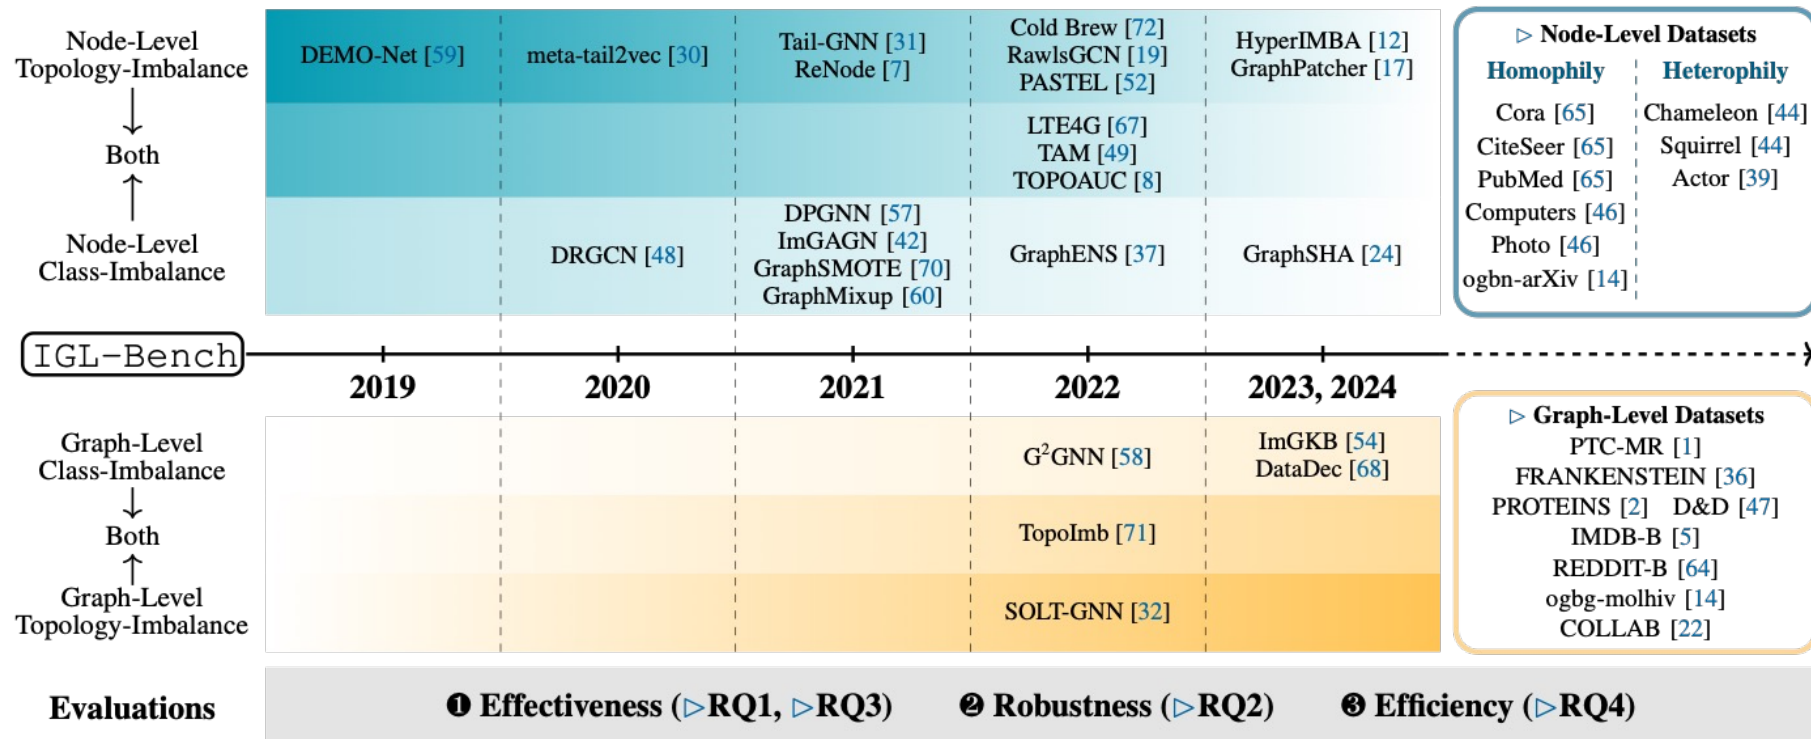 Node-Level
Topology-Imbalance
Both
Node-Level
Class-Imbalance
DEMO-Net [59]
meta-tail2vec [30]
Tail-GNN [31]
ReNode [7]
Cold Brew [72]
RawlsGCN [19]
PASTEL [52]
HyperIMBA [12]
GraphPatcher [17]
LTE4G [67]
TAM [49]
TOPOAUC [8]
DRGCN [48]
DPGNN [57]
ImGAGN [42]
GraphSMOTE [70]
GraphMixup [60]
GraphENS [37]
GraphSHA [24]
▷ Node-Level Datasets
Homophily
Cora [65]
CiteSeer [65]
PubMed [65]
Computers [46]
Photo [46]
ogbn-arXiv [14]
Heterophily
Chameleon [44]
Squirrel [44]
Actor [39]
IGL-Bench
2019
2020
2021
2022
2023, 2024
Graph-Level
Class-Imbalance
Both
Graph-Level
Topology-Imbalance
G²GNN [58]
ImGKB [54]
DataDec [68]
TopoImb [71]
SOLT-GNN [32]
▷ Graph-Level Datasets
PTC-MR [1]
FRANKENSTEIN [36]
PROTEINS [2] D&D [47]
IMDB-B [5]
REDDIT-B [64]
ogbg-molhiv [14]
COLLAB [22]
Evaluations
❶ Effectiveness (▷RQ1, ▷RQ3) ❷ Robustness (▷RQ2) ❸ Efficiency (▷RQ4)